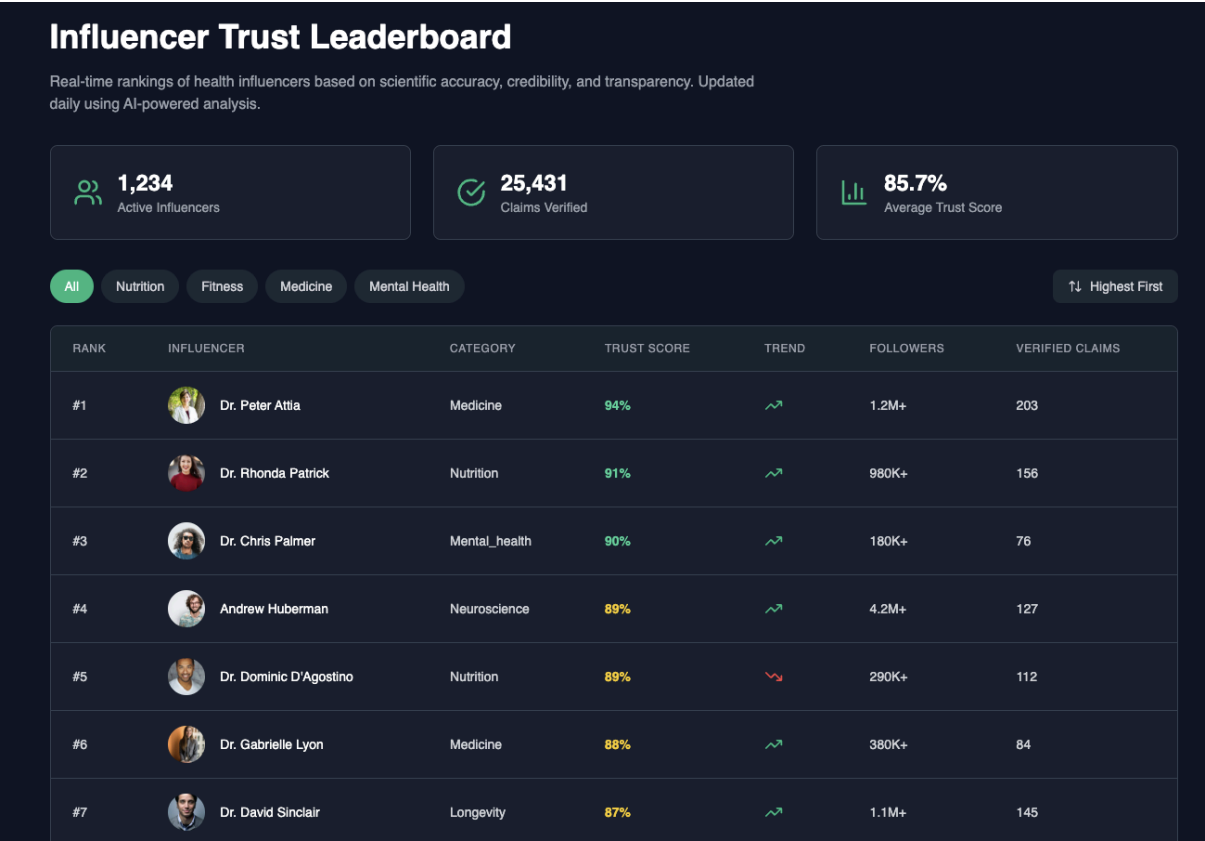 Influencer Trust Leaderboard
Real-time rankings of health influencers based on scientific accuracy, credibility, and transparency. Updated
daily using AI-powered analysis.
1,234
Active Influencers
25,431
Claims Verified
85.7%
Average Trust Score
All Nutrition Fitness Medicine Mental Health Highest First
RANK INFLUENCER CATEGORY TRUST SCORE TREND FOLLOWERS VERIFIED CLAIMS
#1 Dr. Peter Attia Medicine 94% 1.2M+ 203
#2 Dr. Rhonda Patrick Nutrition 91% 980K+ 156
#3 Dr. Chris Palmer Mental_health 90% 180K+ 76
#4 Andrew Huberman Neuroscience 89% 4.2M+ 127
#5 Dr. Dominic D'Agostino Nutrition 89% 290K+ 112
#6 Dr. Gabrielle Lyon Medicine 88% 380K+ 84
#7 Dr. David Sinclair Longevity 87% 1.1M+ 145